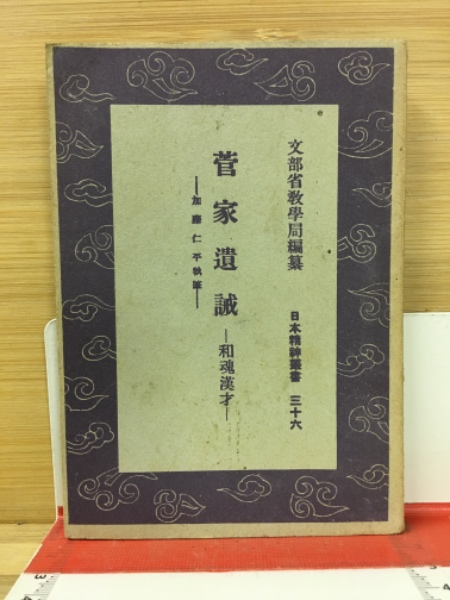 文部省教學局編纂
日本精神叢書 三十六
菅家遺誡
―和魂漢才―
―加藤仁平執筆―